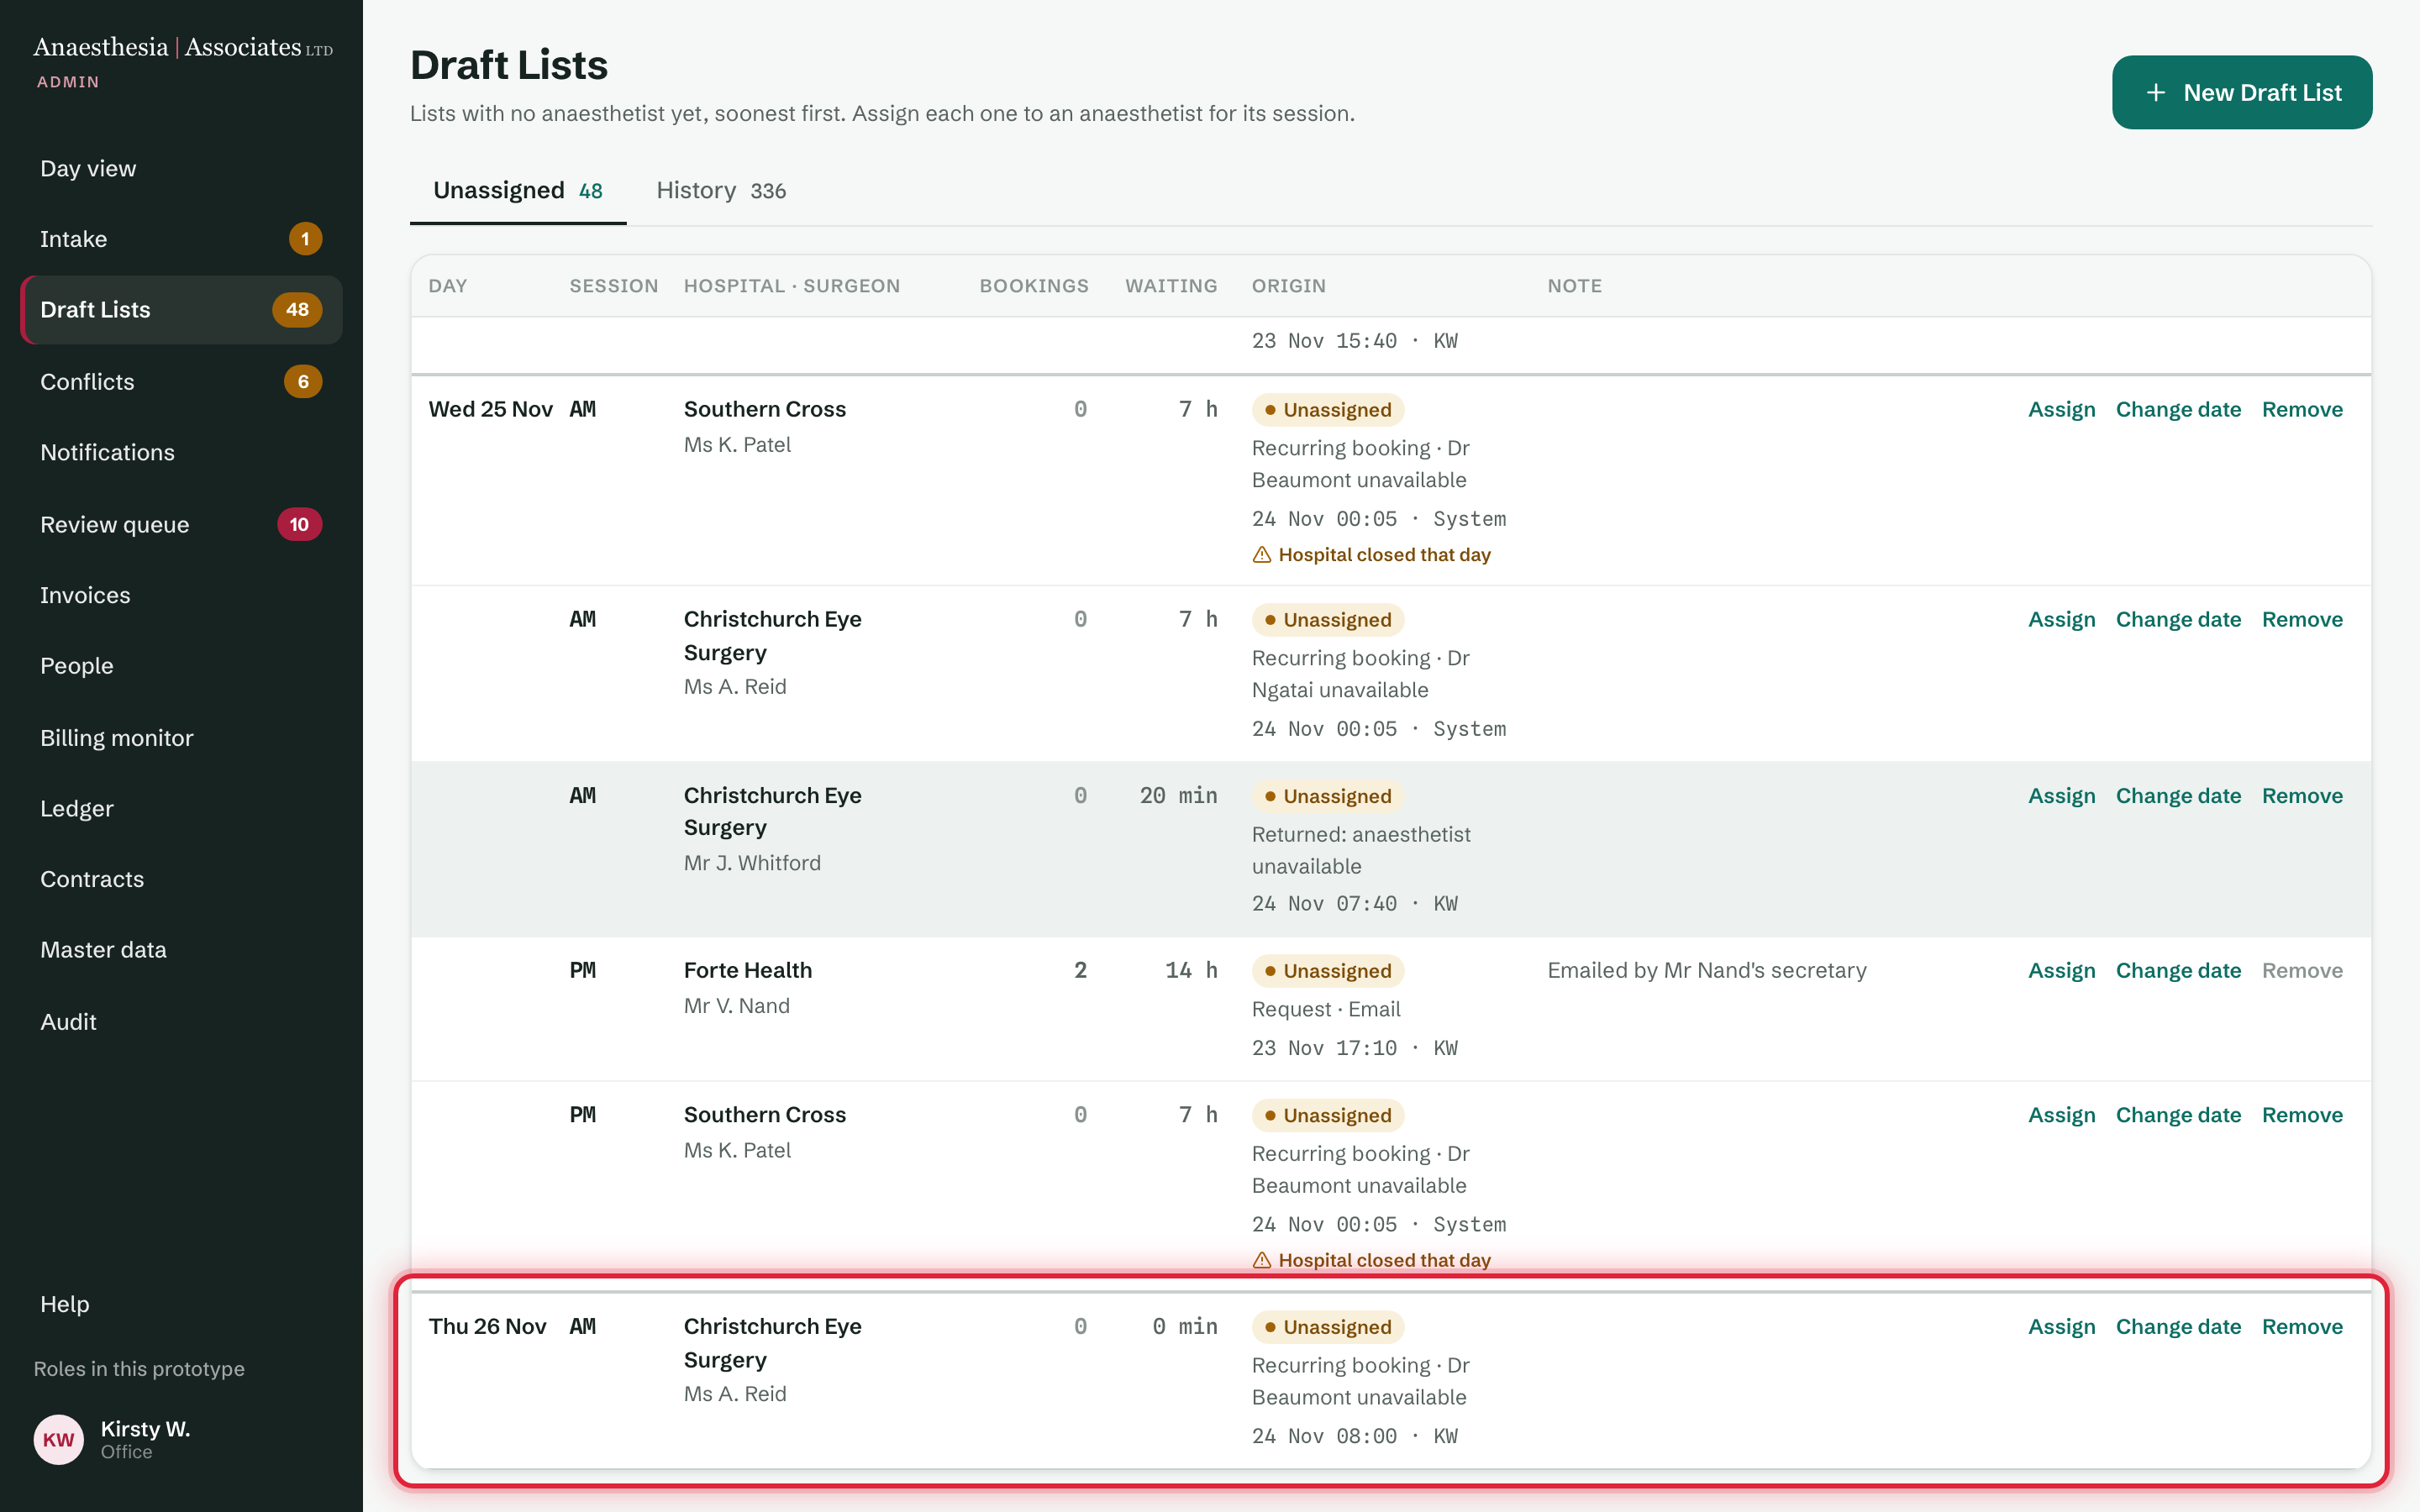 Anaesthesia | Associates LTD
ADMIN
Day view
Intake 1
Draft Lists 48
Conflicts 6
Notifications
Review queue 10
Invoices
People
Billing monitor
Ledger
Contracts
Master data
Audit
Help
Roles in this prototype
KW Kirsty W.
Office
Draft Lists
Lists with no anaesthetist yet, soonest first. Assign each one to an anaesthetist for its session.
+ New Draft List
Unassigned 48 History 336
DAY SESSION HOSPITAL · SURGEON BOOKINGS WAITING ORIGIN NOTE
23 Nov 15:40 · KW
Wed 25 Nov AM Southern Cross 0 7 h Unassigned Assign Change date Remove
Ms K. Patel
Recurring booking · Dr
Beaumont unavailable
24 Nov 00:05 · System
Hospital closed that day
AM Christchurch Eye 0 7 h Unassigned Assign Change date Remove
Surgery
Ms A. Reid
Recurring booking · Dr
Ngatai unavailable
24 Nov 00:05 · System
AM Christchurch Eye 0 20 min Unassigned Assign Change date Remove
Surgery
Mr J. Whitford
Returned: anaesthetist
unavailable
24 Nov 07:40 · KW
PM Forte Health 2 14 h Unassigned Emailed by Mr Nand's secretary Assign Change date Remove
Mr V. Nand
Request · Email
23 Nov 17:10 · KW
PM Southern Cross 0 7 h Unassigned Assign Change date Remove
Ms K. Patel
Recurring booking · Dr
Beaumont unavailable
24 Nov 00:05 · System
Hospital closed that day
Thu 26 Nov AM Christchurch Eye 0 0 min Unassigned Assign Change date Remove
Surgery
Ms A. Reid
Recurring booking · Dr
Beaumont unavailable
24 Nov 08:00 · KW